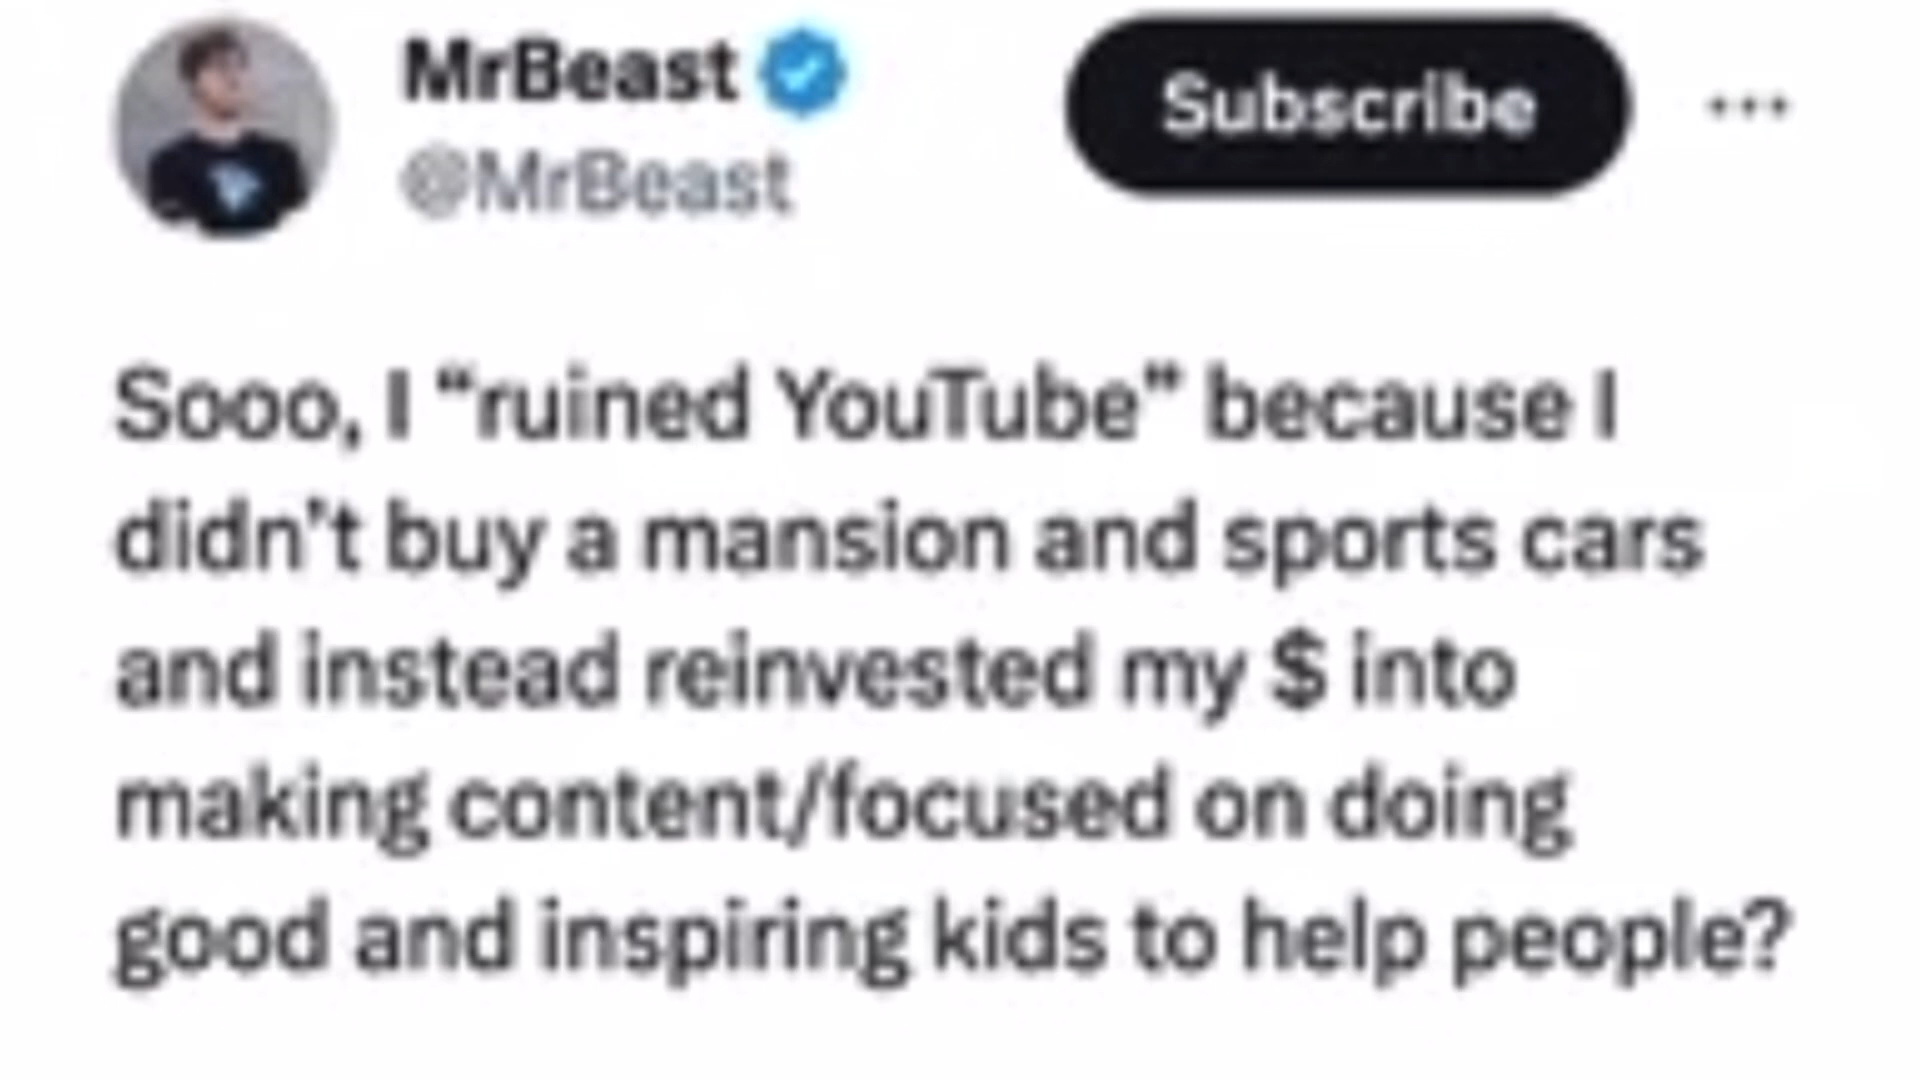 MrBeast
Subscribe
@MrBeast
Sooo, I “ruined YouTube” because I
didn’t buy a mansion and sports cars
and instead reinvested my $ into
making content/focused on doing
good and inspiring kids to help people?